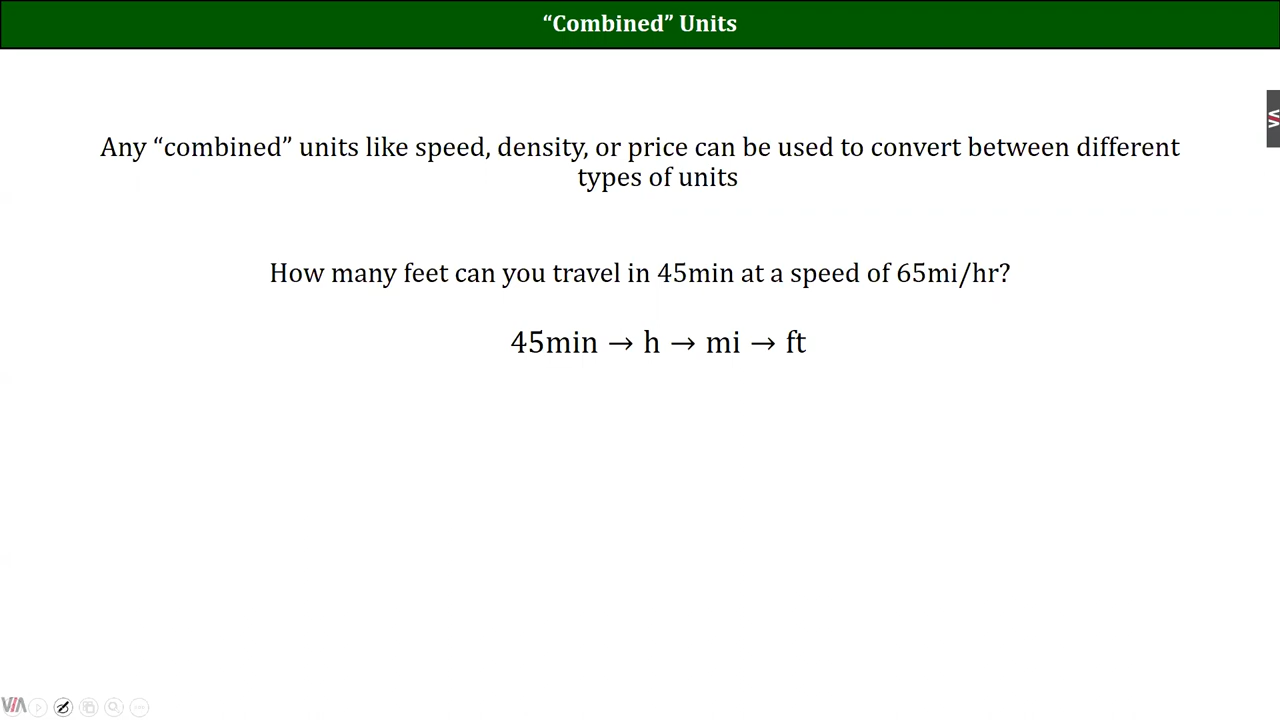 “Combined” Units
Any “combined” units like speed, density, or price can be used to convert between different
types of units
How many feet can you travel in 45min at a speed of 65mi/hr?
45min → h → mi → ft
VIA